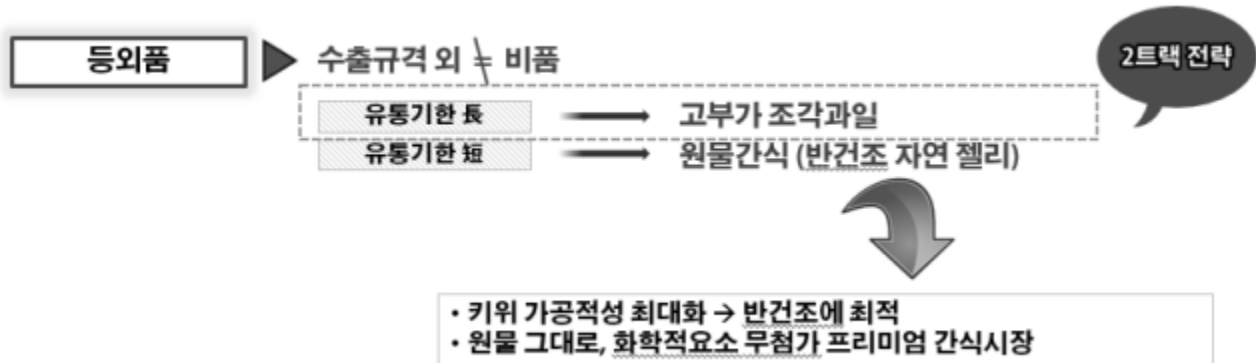 등외품
수출규격 외 ≠ 비품
2트랙 전략
유통기한 長 → 고부가 조각과일
유통기한 短 → 원물간식 (반건조 자연 젤리)
• 키위 가공적성 최대화 → 반건조에 최적
• 원물 그대로, 화학적요소 무첨가 프리미엄 간식시장